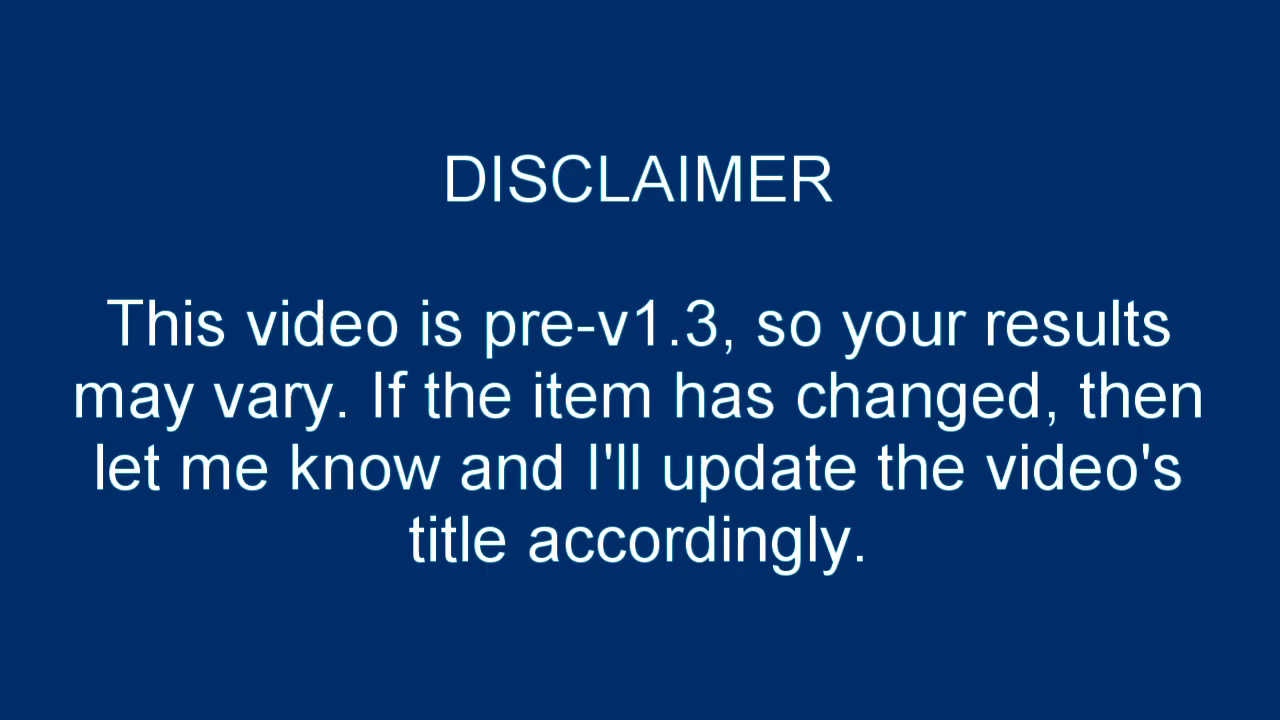 DISCLAIMER
This video is pre-v1.3, so your results
may vary. If the item has changed, then
let me know and I'll update the video's
title accordingly.